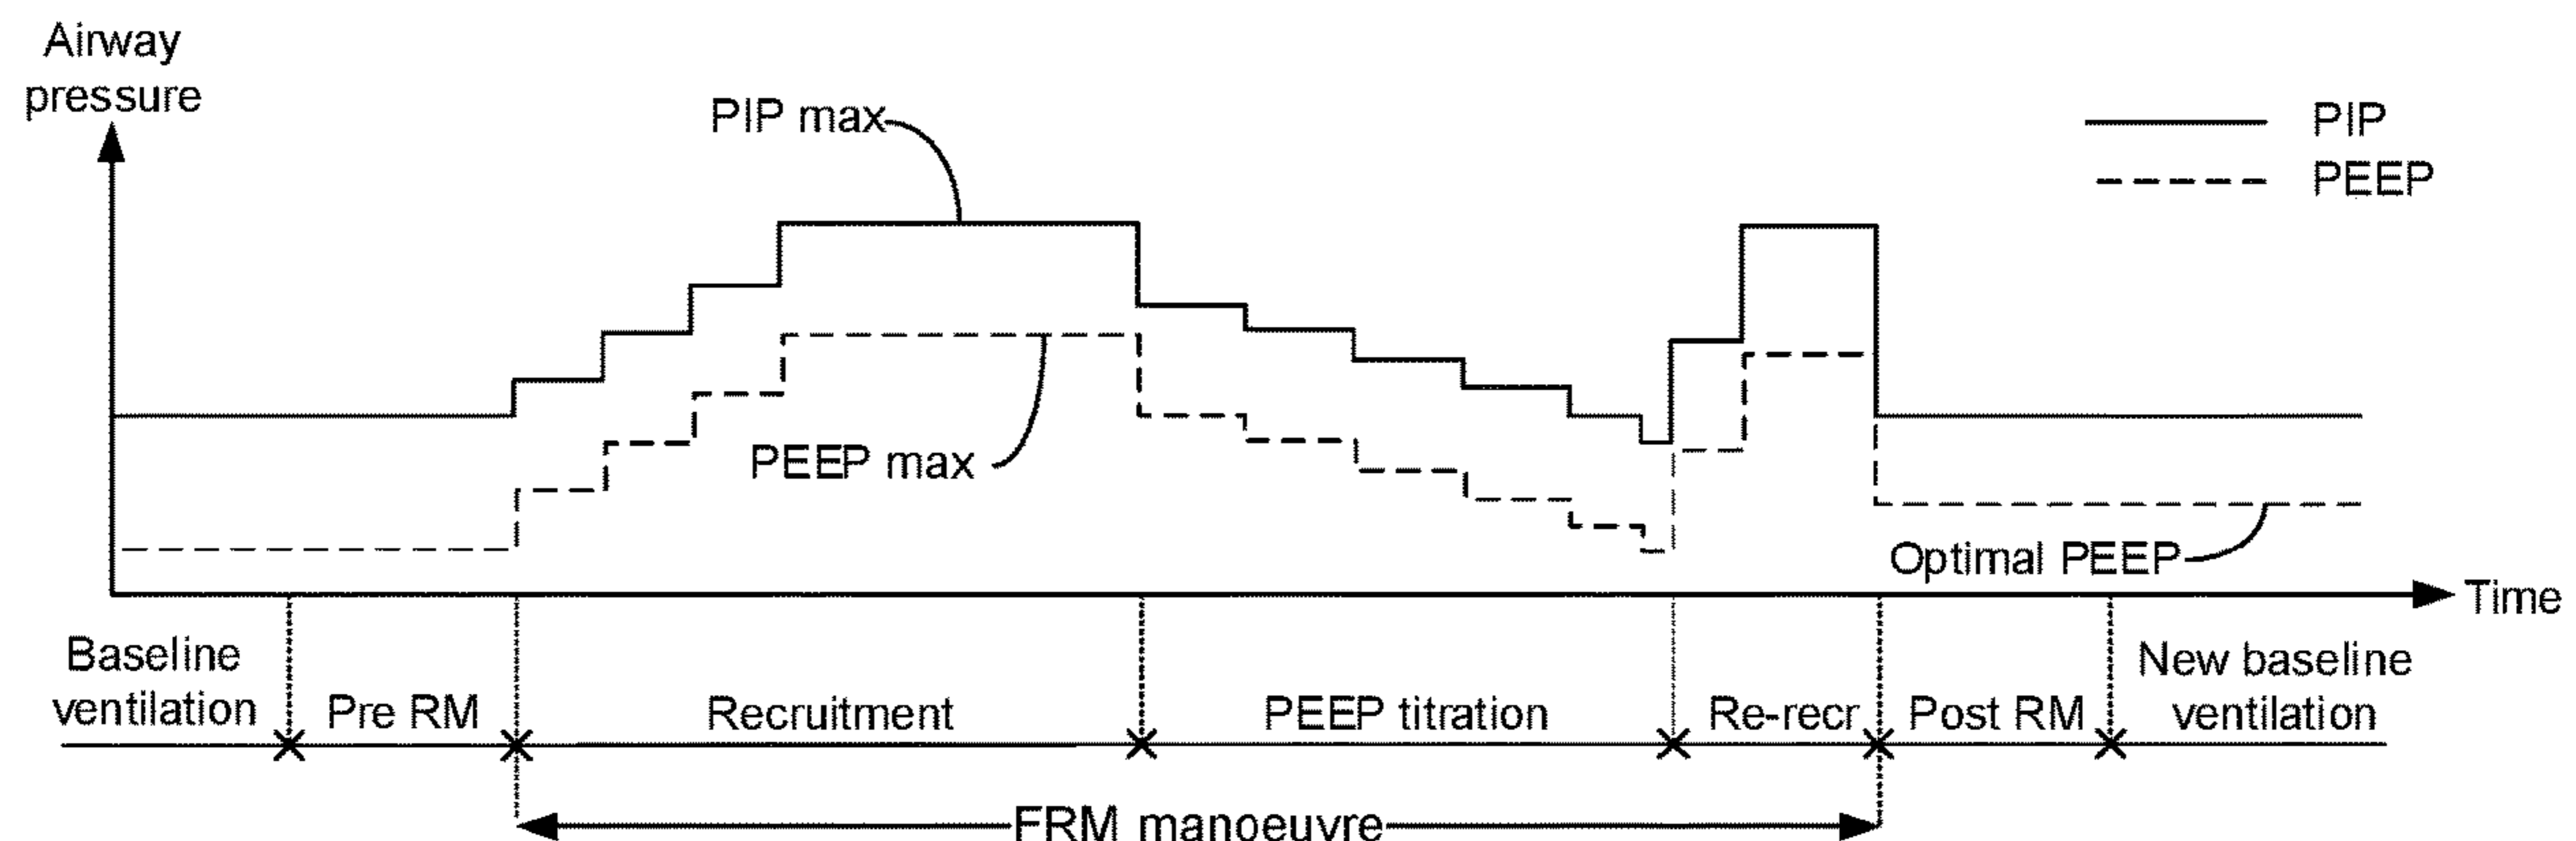 Airway
pressure
PIP max
PIP
PEEP
PEEP max
Optimal PEEP
Time
Baseline
ventilation
Pre RM
Recruitment
PEEP titration
Re-recr
Post RM
New baseline
ventilation
FRM manoeuvre